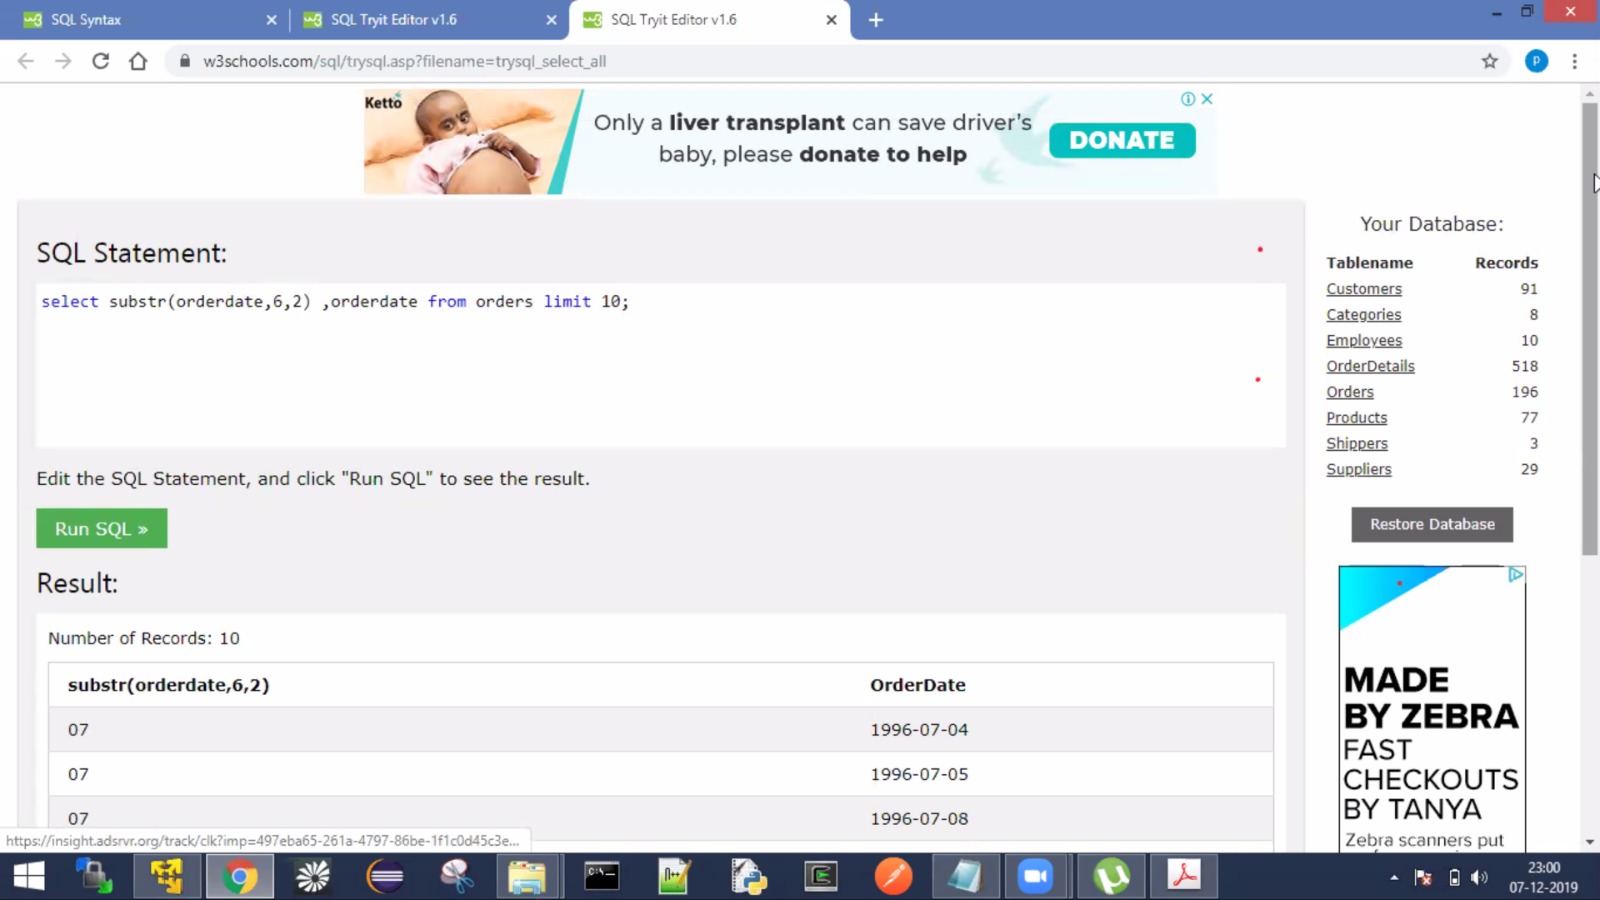 SQL Syntax
SQL Tryit Editor v1.6
SQL Tryit Editor v1.6
w3schools.com/sql/trysql.asp?filename=trysql_select_all
P
Ketto
Only a liver transplant can save driver's
baby, please donate to help
DONATE
SQL Statement:
select substr(orderdate,6,2) ,orderdate from orders limit 10;
Edit the SQL Statement, and click "Run SQL" to see the result.
Run SQL »
Result:
Number of Records: 10
substr(orderdate,6,2) OrderDate
07 1996-07-04
07 1996-07-05
07 1996-07-08
Your Database:
Tablename Records
Customers 91
Categories 8
Employees 10
OrderDetails 518
Orders 196
Products 77
Shippers 3
Suppliers 29
Restore Database
MADE
BY ZEBRA
FAST
CHECKOUTS
BY TANYA
Zebra scanners put
https://insight.adsrvr.org/track/clk?imp=497eba65-261a-4797-86be-1f1c0d45c3e...
23:00
07-12-2019